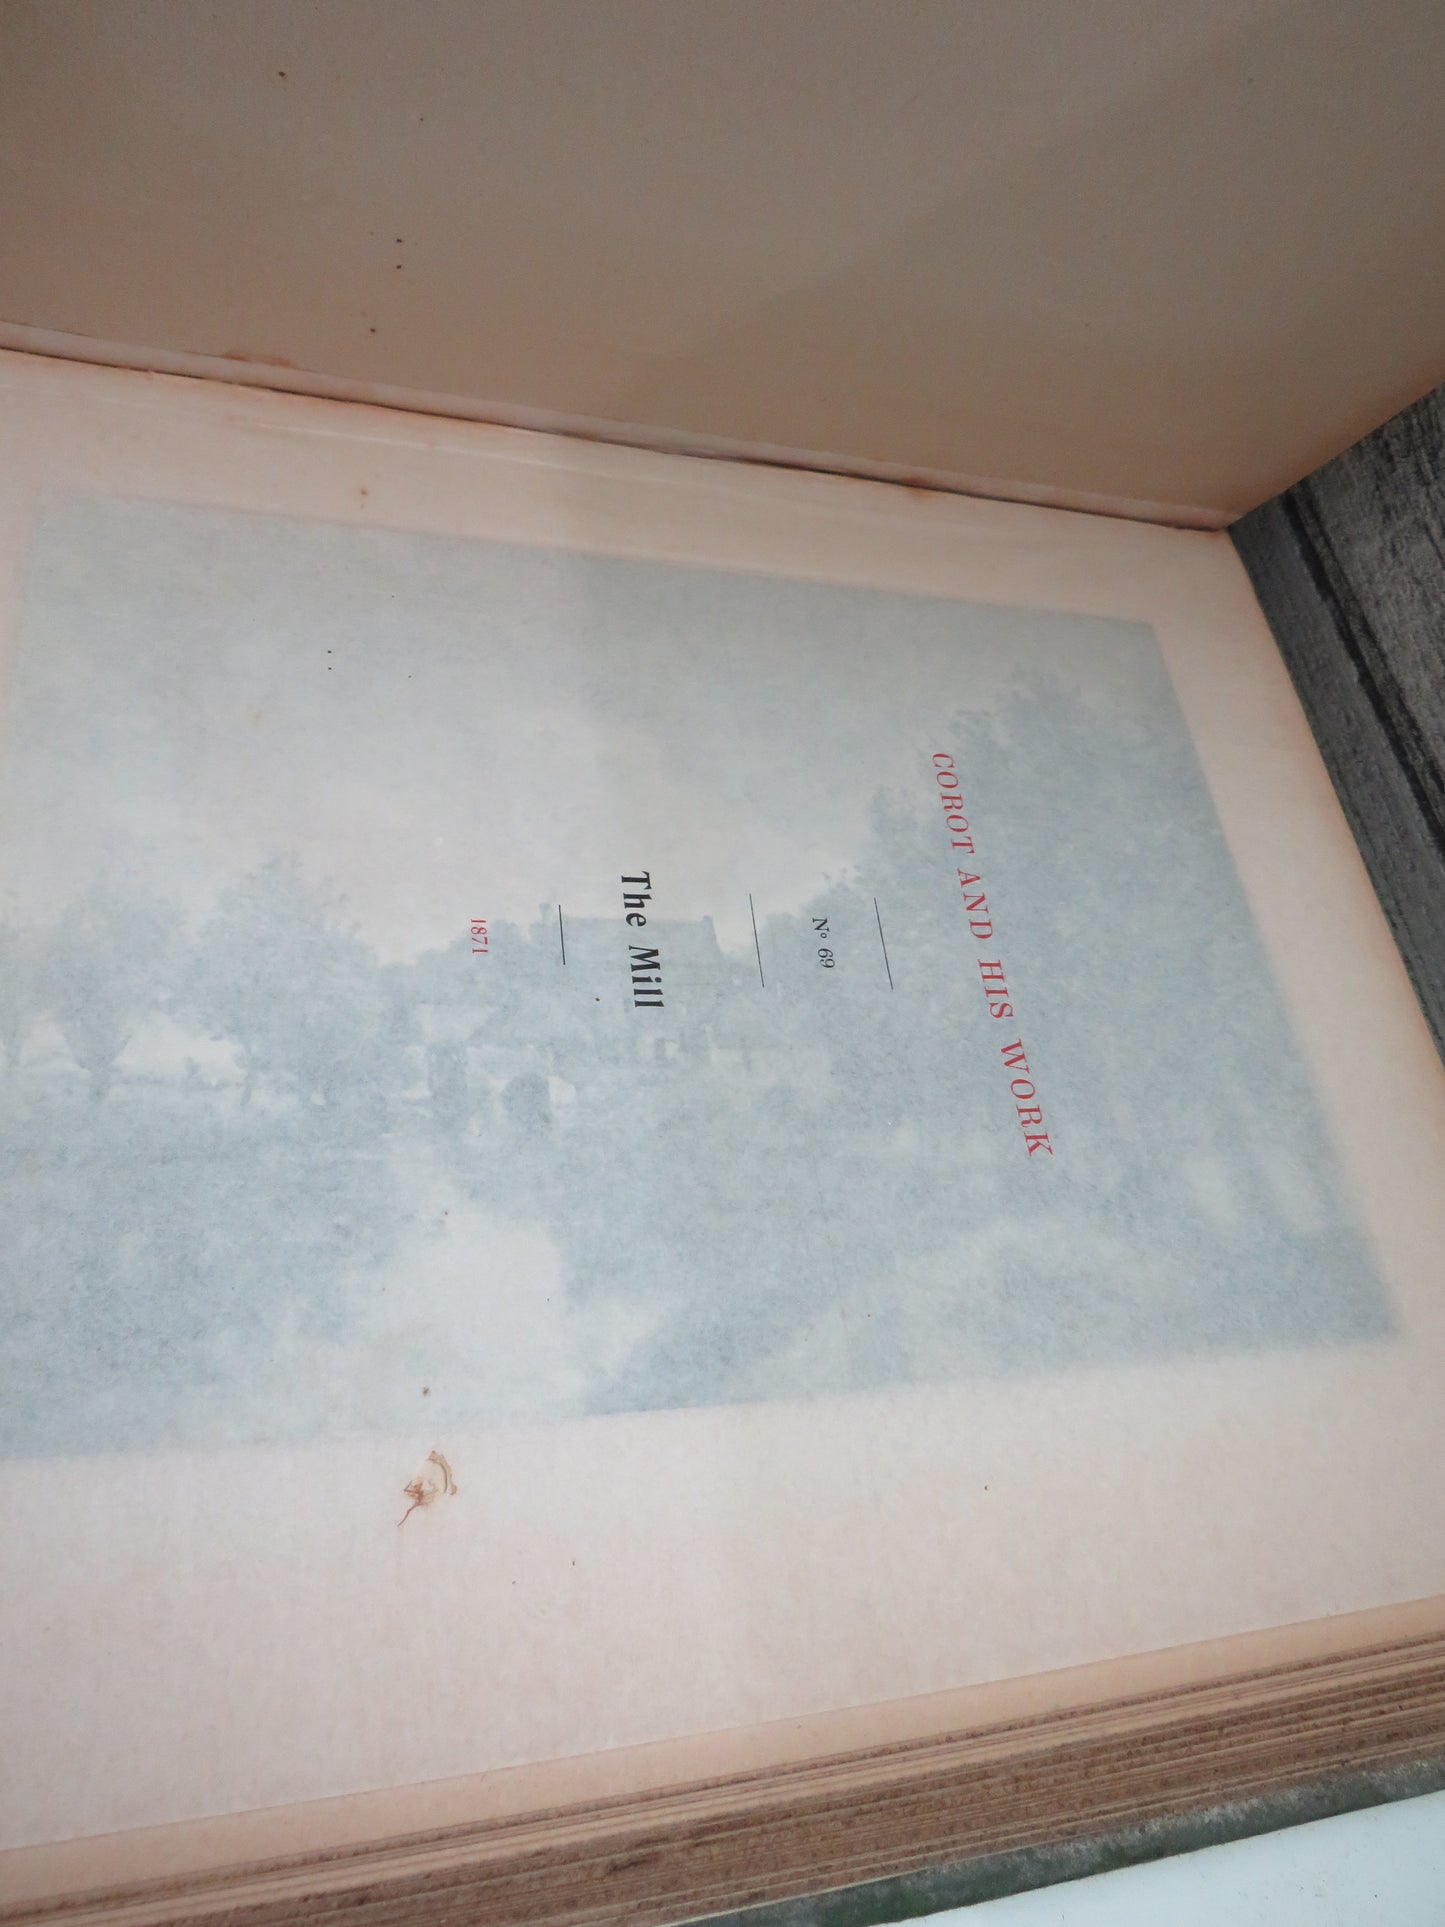 COROT AND HIS WORK
No 69
The Mill
1871